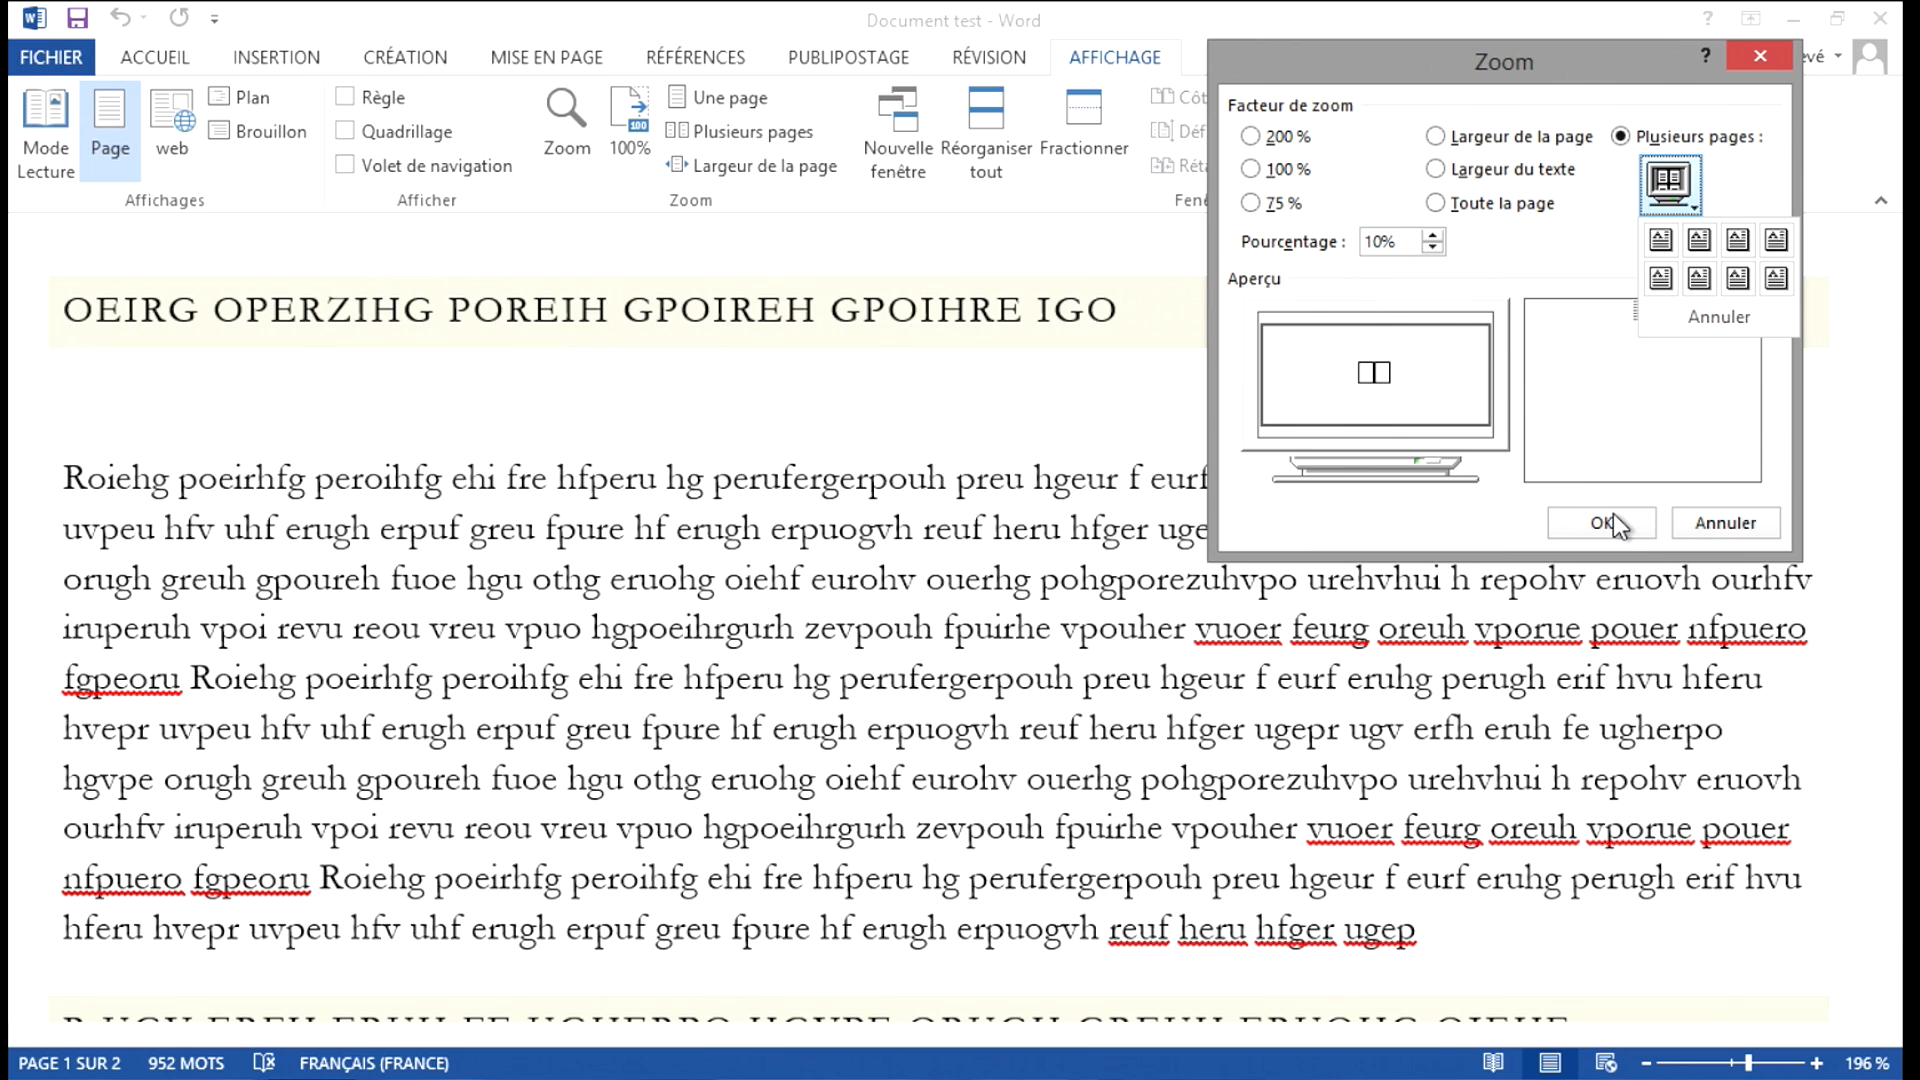 Document test - Word
?
FICHIER ACCUEIL INSERTION CRÉATION MISE EN PAGE RÉFÉRENCES PUBLIPOSTAGE RÉVISION AFFICHAGE
Mode Lecture
Page
web
Plan
Brouillon
Affichages
Règle
Quadrillage
Volet de navigation
Afficher
Zoom
100
100%
Une page
Plusieurs pages
Largeur de la page
Zoom
Nouvelle fenêtre
Réorganiser tout
Fractionner
Zoom
?
Facteur de zoom
200 %
100 %
75 %
Largeur de la page
Largeur du texte
Toute la page
Plusieurs pages :
Pourcentage : 10%
Annuler
Aperçu
OK
Annuler
OEIRG OPERZIHG POREIH GPOIREH GPOIHRE IGO
Roiehg poeirhfg peroihfg ehi fre hfperu hg perufergerpouh preu hgeur f eurf
uvpeu hfv uhf erugh erpuf greu fpure hf erugh erpuogvh reuf heru hfger uge
orugh greuh gpoureh fuoe hgu othg eruohg oiehf eurohv ouerhg pohgporezuhvpo urehvhui h repohv eruovh ourhfv
iruperuh vpoi revu reou vreu vpuo hgpoeihrgurh zevpouh fpuirhe vpouher vuoer feurg oreuh vporue pouer nfpuero
fgpeoru Roiehg poeirhfg peroihfg ehi fre hfperu hg perufergerpouh preu hgeur f eurf eruhg perugh erif hvu hferu
hvepr uvpeu hfv uhf erugh erpuf greu fpure hf erugh erpuogvh reuf heru hfger ugepr ugv erfh eruh fe ugherpo
hgvpe orugh greuh gpoureh fuoe hgu othg eruohg oiehf eurohv ouerhg pohgporezuhvpo urehvhui h repohv eruovh
ourhfv iruperuh vpoi revu reou vreu vpuo hgpoeihrgurh zevpouh fpuirhe vpouher vuoer feurg oreuh vporue pouer
nfpuero fgpeoru Roiehg poeirhfg peroihfg ehi fre hfperu hg perufergerpouh preu hgeur f eurf eruhg perugh erif hvu
hferu hvepr uvpeu hfv uhf erugh erpuf greu fpure hf erugh erpuogvh reuf heru hfger ugep
PAGE 1 SUR 2 952 MOTS FRANÇAIS (FRANCE) 196 %